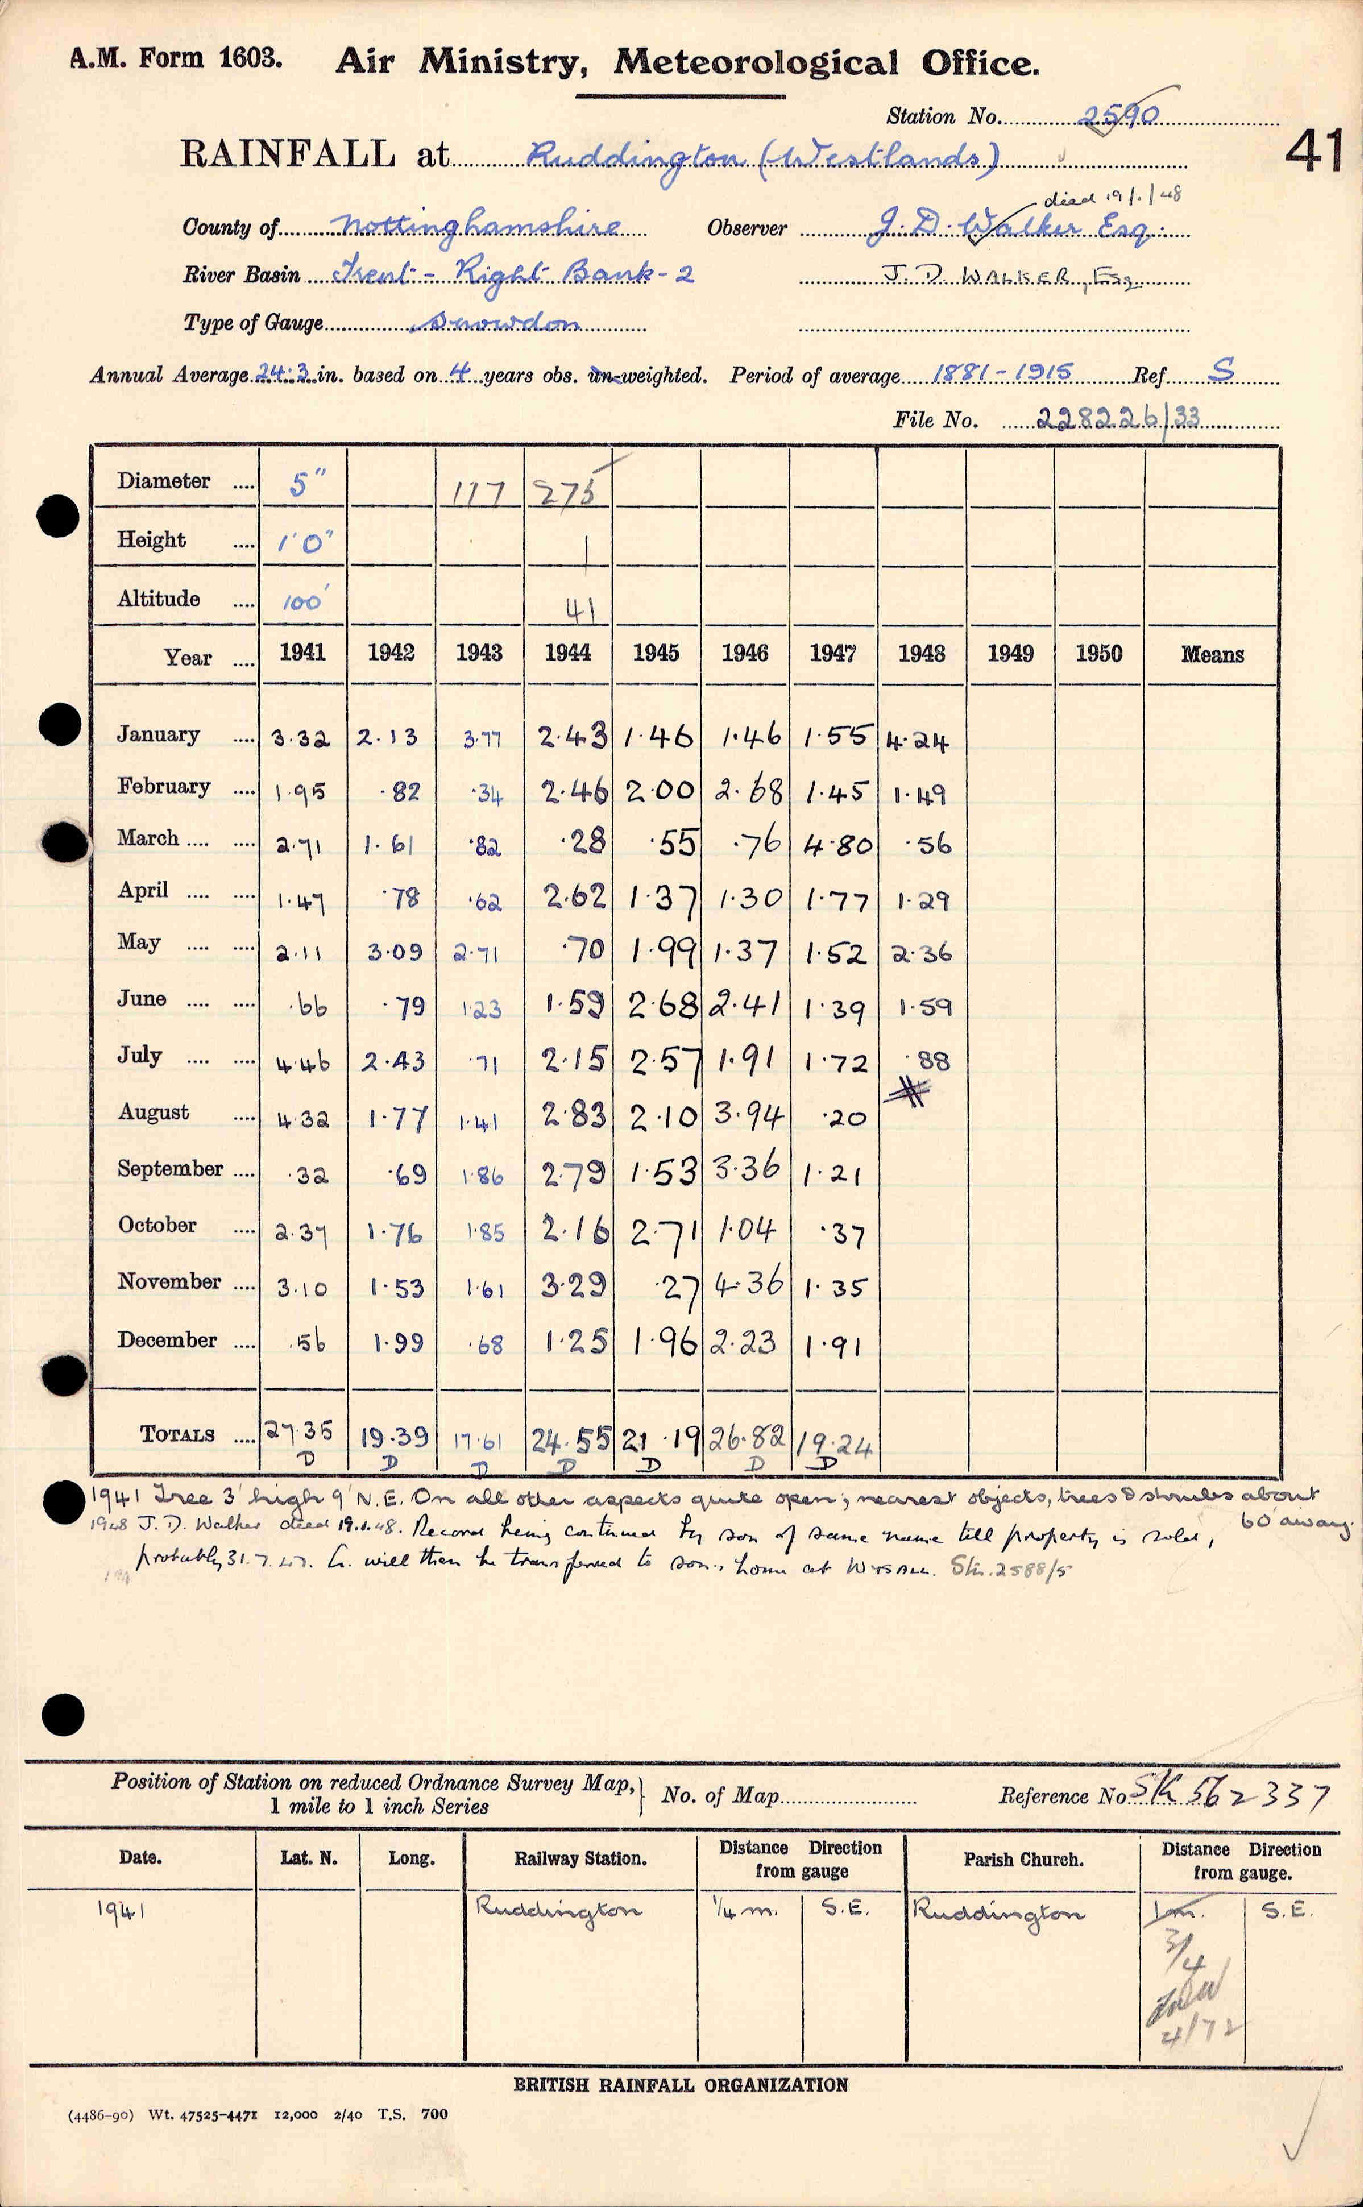 A.M. Form 1603. Air Ministry, Meteorological Office.
Station No. 2590
41
RAINFALL at Ruddington (Westlands)
died 19/1/48
County of Nottinghamshire Observer J. D. Walker Esq.
River Basin Trent - Right Bank - 2 J. D. WALKER, Esq
Type of Gauge Snowdon
Annual Average 24.3 in. based on 4 years obs. un-weighted. Period of average 1881-1915 Ref S
File No. 228226/33
Diameter .... 5" 117 275
Height .... 1'0" 1
Altitude .... 100' 41
Year .... 1941 1942 1943 1944 1945 1946 1947 1948 1949 1950 Means
January .... 3.32 2.13 3.77 2.43 1.46 1.46 1.55 4.24
February .... 1.95 .82 .34 2.46 2.00 2.68 1.45 1.49
March .... .... 2.71 1.61 .82 .28 .55 .76 4.80 .56
April .... .... 1.47 .78 .62 2.62 1.37 1.30 1.77 1.29
May .... .... 2.11 3.09 2.71 .70 1.99 1.37 1.52 2.36
June .... .... .66 .79 1.23 1.59 2.68 2.41 1.39 1.59
July .... .... 4.46 2.43 .71 2.15 2.57 1.91 1.72 .88
August .... 4.32 1.77 1.41 2.83 2.10 3.94 .20
September .... .32 .69 1.86 2.79 1.53 3.36 1.21
October .... 2.37 1.76 1.85 2.16 2.71 1.04 .37
November .... 3.10 1.53 1.61 3.29 .27 4.36 1.35
December .... .56 1.99 .68 1.25 1.96 2.23 1.91
TOTALS .... 27.35 19.39 17.61 24.55 21.19 26.82 19.24
D D D D D D D
1941 Tree 3' high 9' N.E. On all other aspects quite open; nearest objects, trees & shrubs about 60' away.
1948 J. D. Walker died 19.1.48. Record being continued by son of same name till property is sold,
probably 31.7.47. G. will then be transferred to son's home at WYSALL. Stn. 2588/5
Position of Station on reduced Ordnance Survey Map, 1 mile to 1 inch Series } No. of Map Reference No. SK 562337
Date. Lat. N. Long. Railway Station. Distance Direction from gauge Parish Church. Distance Direction from gauge.
1941 Ruddington 1/4 m. S.E. Ruddington 1m. S.E.
3/4
4/72
BRITISH RAINFALL ORGANIZATION
(4486-90) Wt. 47525-4471 12,000 2/40 T.S. 700